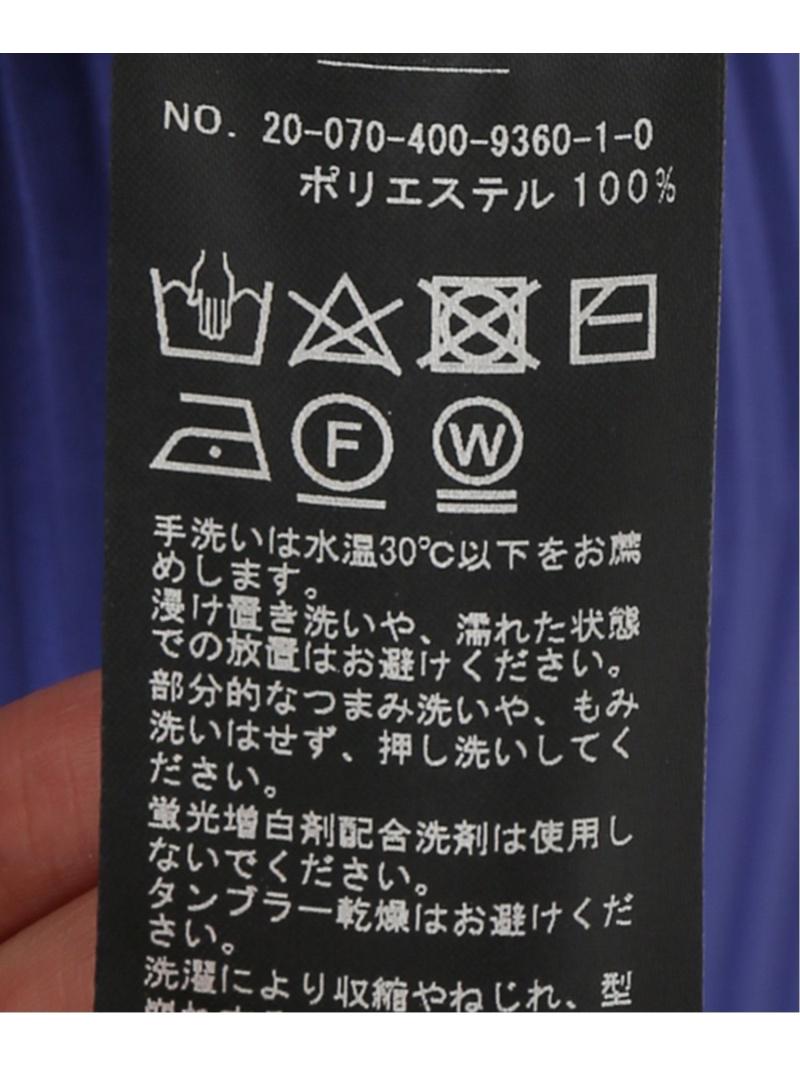 NO. 20-070-400-9360-1-0
ポリエステル 100%
F
W
手洗いは水温30℃以下をお薦
めします。
浸け置き洗いや、濡れた状態
での放置はお避けください。
部分的なつまみ洗いや、もみ
洗いはせず、押し洗いしてく
ださい。
蛍光増白剤配合洗剤は使用し
ないでください。
タンブラー乾燥はお避けくだ
さい。
洗濯により収縮やねじれ、型